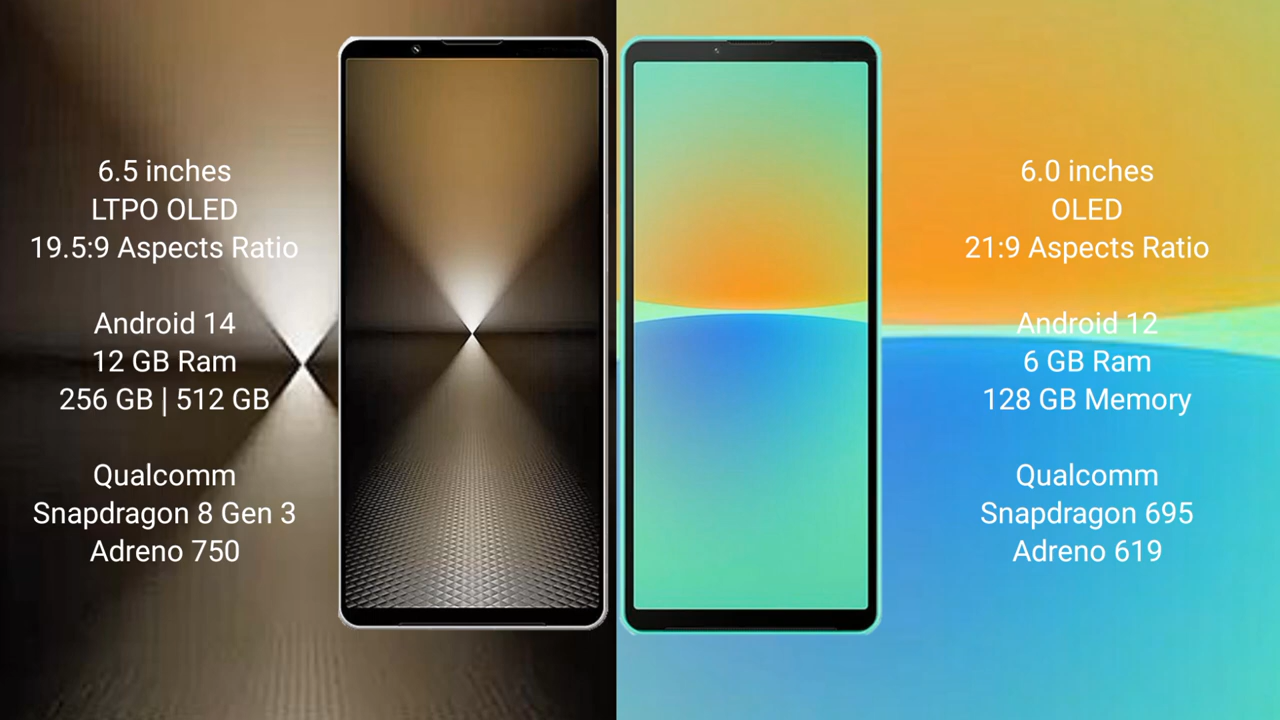 6.5 inches
LTPO OLED
19.5:9 Aspects Ratio
Android 14
12 GB Ram
256 GB | 512 GB
Qualcomm
Snapdragon 8 Gen 3
Adreno 750
6.0 inches
OLED
21:9 Aspects Ratio
Android 12
6 GB Ram
128 GB Memory
Qualcomm
Snapdragon 695
Adreno 619